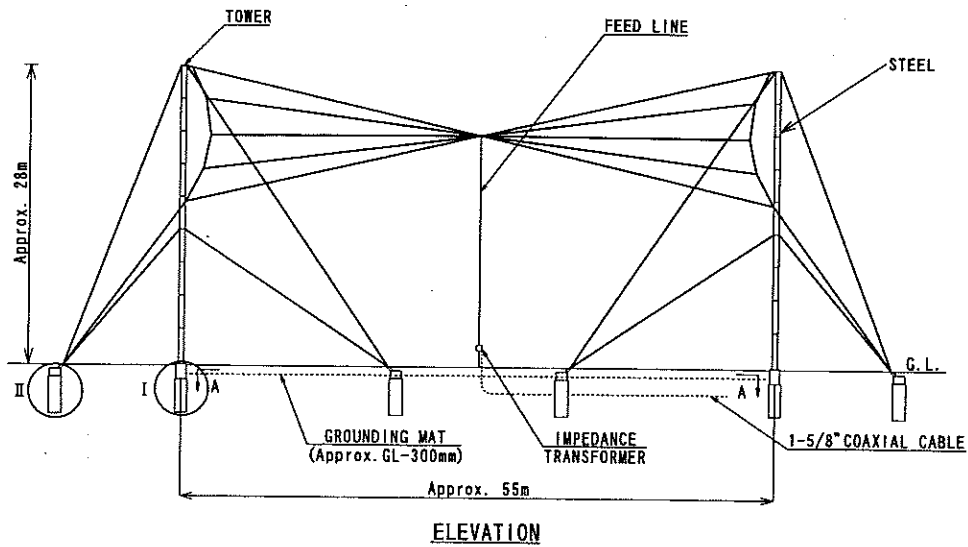 TOWER
FEED LINE
STEEL
Approx. 28m
G.L.
II
I
A
A
GROUNDING MAT
(Approx. GL-300mm)
IMPEDANCE
TRANSFORMER
1-5/8" COAXIAL CABLE
Approx. 55m
ELEVATION